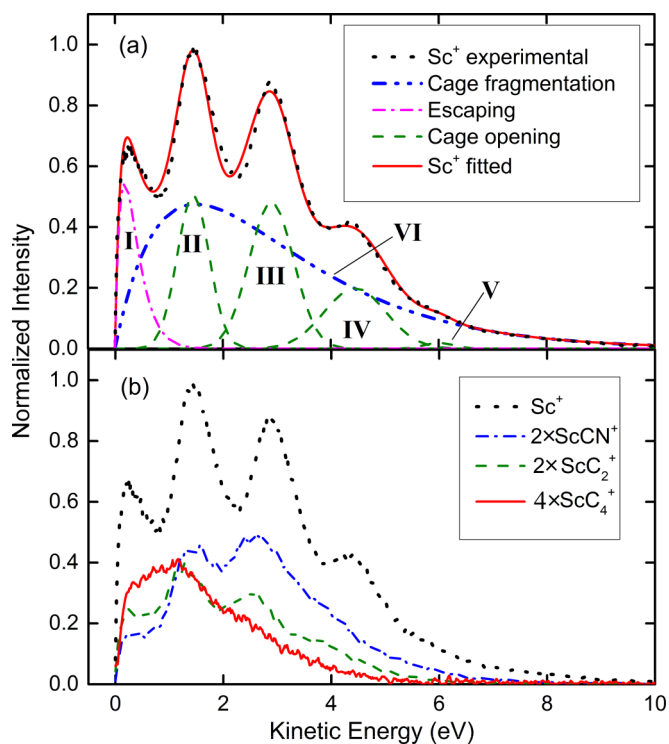 (a)
Sc⁺ experimental
Cage fragmentation
Escaping
Cage opening
Sc⁺ fitted
1.0
0.8
0.6
0.4
0.2
0.0
I
II
III
IV
V
VI
Normalized Intensity
(b)
Sc⁺
2×ScCN⁺
2×ScC₂⁺
4×ScC₄⁺
1.0
0.8
0.6
0.4
0.2
0.0
0 2 4 6 8 10
Kinetic Energy (eV)